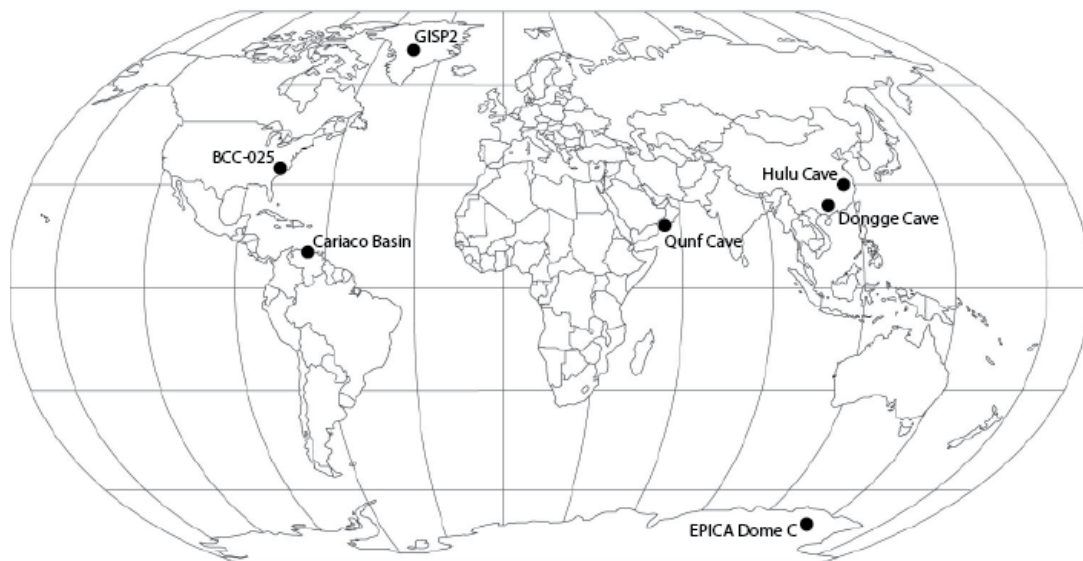 GISP2
BCC-025
Hulu Cave
Dongge Cave
Cariaco Basin
Qunf Cave
EPICA Dome C